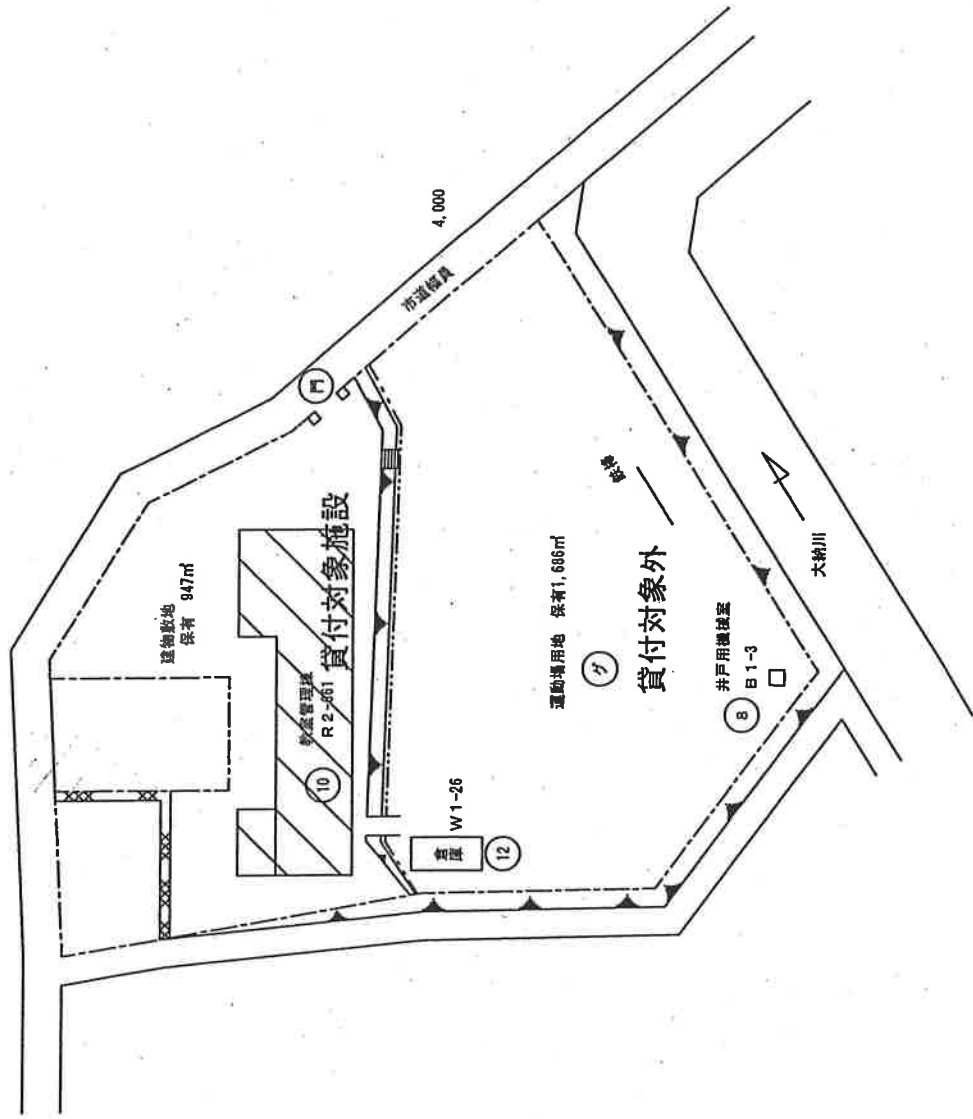 4,000
市道幅員
門
建物敷地
保有 947㎡
貸付対象施設
教室管理棟
R2-861
10
運動場用地 保有1,686㎡
グ
貸付対象外
井戸用機械室
B1-3
8
W1-26
倉庫
12
大納川